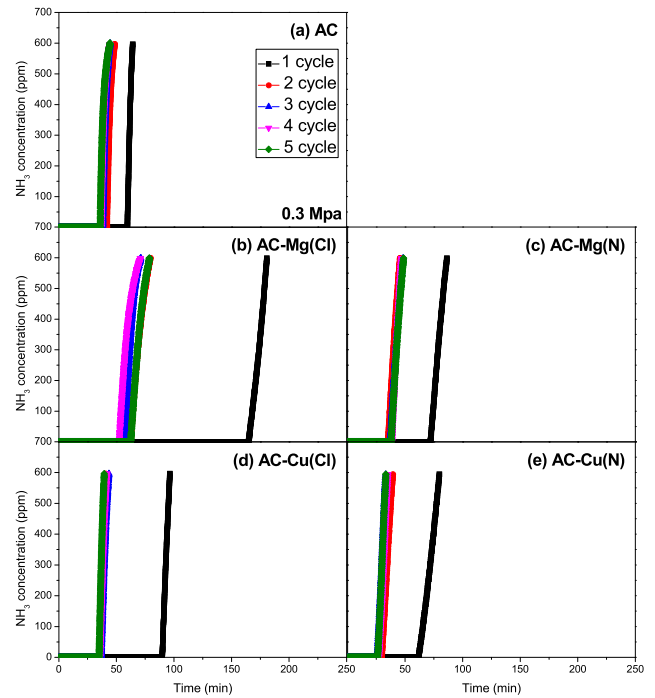 (a) AC
1 cycle
2 cycle
3 cycle
4 cycle
5 cycle
0.3 Mpa
NH3 concentration (ppm)
700
600
500
400
300
200
100
700
(b) AC-Mg(Cl)
(c) AC-Mg(N)
NH3 concentration (ppm)
600
500
400
300
200
100
700
(d) AC-Cu(Cl)
(e) AC-Cu(N)
NH3 concentration (ppm)
600
500
400
300
200
100
0
0 50 100 150 200 250 50 100 150 200 250
Time (min) Time (min)